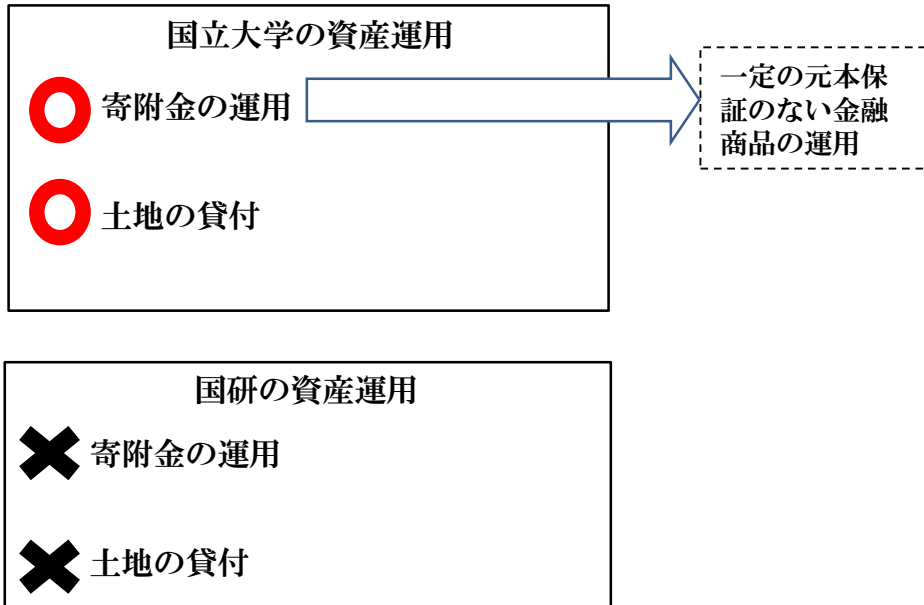 国立大学の資産運用
寄附金の運用
一定の元本保
証のない金融
商品の運用
土地の貸付
国研の資産運用
寄附金の運用
土地の貸付